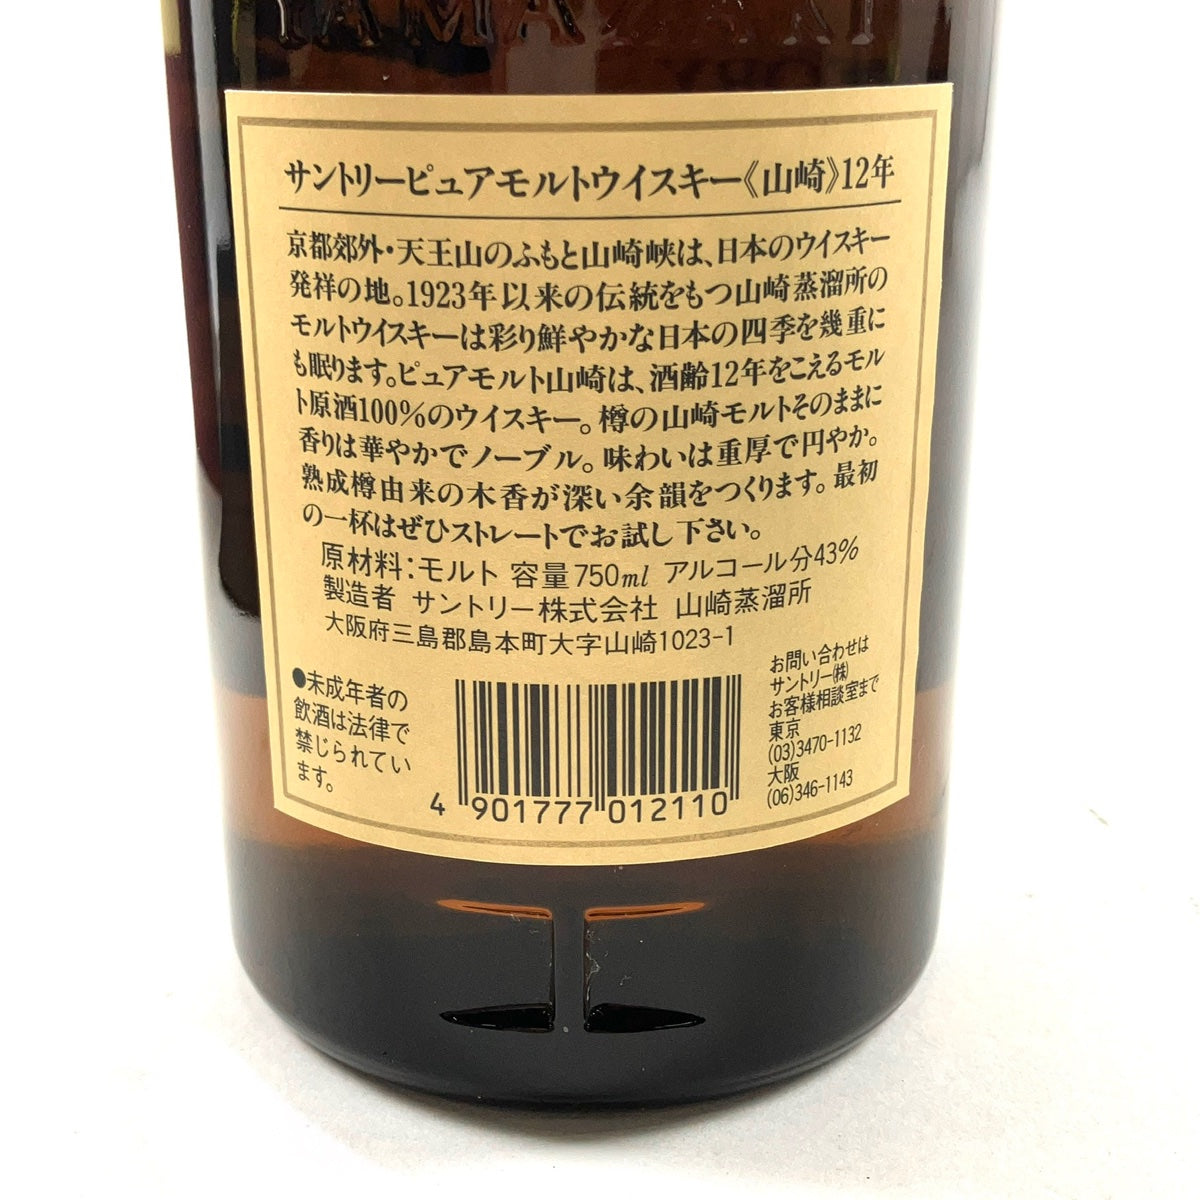 YAMAZAKI
サントリーピュアモルトウイスキー《山崎》12年
京都郊外・天王山のふもと山崎峡は、日本のウイスキー
発祥の地。1923年以来の伝統をもつ山崎蒸溜所の
モルトウイスキーは彩り鮮やかな日本の四季を幾重に
も眠ります。ピュアモルト山崎は、酒齢12年をこえるモル
ト原酒100%のウイスキー。樽の山崎モルトそのままに
香りは華やかでノーブル。味わいは重厚で円やか。
熟成樽由来の木香が深い余韻をつくります。最初
の一杯はぜひストレートでお試し下さい。
原材料:モルト 容量750ml アルコール分43%
製造者 サントリー株式会社 山崎蒸溜所
大阪府三島郡島本町大字山崎1023-1
●未成年者の
飲酒は法律で
禁じられてい
ます。
4 901777 012110
お問い合わせは
サントリー㈱
お客様相談室まで
東京
(03)3470-1132
大阪
(06)346-1143